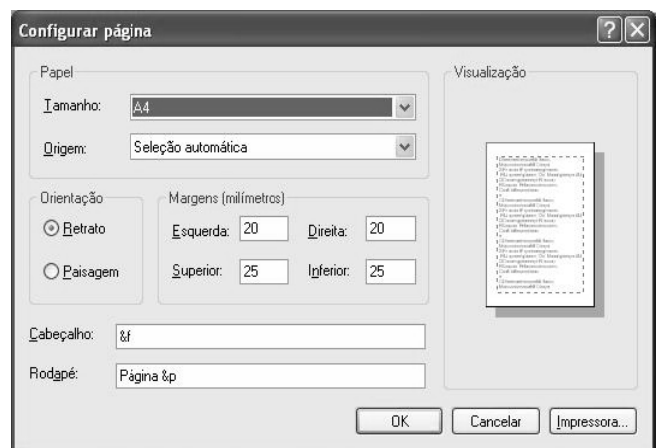 Configurar página
Papel
Tamanho: A4
Origem: Seleção automática
Orientação
Retrato
Paisagem
Margens (milímetros)
Esquerda: 20 Direita: 20
Superior: 25 Inferior: 25
Cabeçalho: &f
Rodapé: Página &p
Visualização
OK Cancelar Impressora...